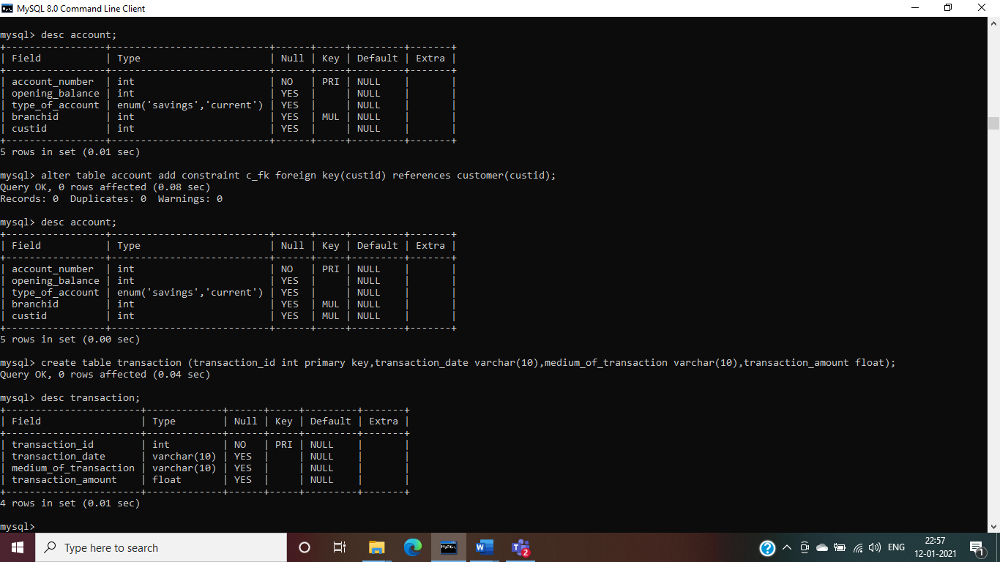 MySQL 8.0 Command Line Client
mysql> desc account;
+-----------------+---------------------------+------+-----+---------+-------+
| Field           | Type                      | Null | Key | Default | Extra |
+-----------------+---------------------------+------+-----+---------+-------+
| account_number  | int                       | NO   | PRI | NULL    |       |
| opening_balance | int                       | YES  |     | NULL    |       |
| type_of_account | enum('savings','current') | YES  |     | NULL    |       |
| branchid        | int                       | YES  | MUL | NULL    |       |
| custid          | int                       | YES  |     | NULL    |       |
+-----------------+---------------------------+------+-----+---------+-------+
5 rows in set (0.01 sec)
mysql> alter table account add constraint c_fk foreign key(custid) references customer(custid);
Query OK, 0 rows affected (0.08 sec)
Records: 0  Duplicates: 0  Warnings: 0
mysql> desc account;
+-----------------+---------------------------+------+-----+---------+-------+
| Field           | Type                      | Null | Key | Default | Extra |
+-----------------+---------------------------+------+-----+---------+-------+
| account_number  | int                       | NO   | PRI | NULL    |       |
| opening_balance | int                       | YES  |     | NULL    |       |
| type_of_account | enum('savings','current') | YES  |     | NULL    |       |
| branchid        | int                       | YES  | MUL | NULL    |       |
| custid          | int                       | YES  | MUL | NULL    |       |
+-----------------+---------------------------+------+-----+---------+-------+
5 rows in set (0.00 sec)
mysql> create table transaction (transaction_id int primary key,transaction_date varchar(10),medium_of_transaction varchar(10),transaction_amount float);
Query OK, 0 rows affected (0.04 sec)
mysql> desc transaction;
+-----------------------+-------------+------+-----+---------+-------+
| Field                 | Type        | Null | Key | Default | Extra |
+-----------------------+-------------+------+-----+---------+-------+
| transaction_id        | int         | NO   | PRI | NULL    |       |
| transaction_date      | varchar(10) | YES  |     | NULL    |       |
| medium_of_transaction | varchar(10) | YES  |     | NULL    |       |
| transaction_amount    | float       | YES  |     | NULL    |       |
+-----------------------+-------------+------+-----+---------+-------+
4 rows in set (0.01 sec)
mysql>
Type here to search
ENG
22:57
12-01-2021
2
1